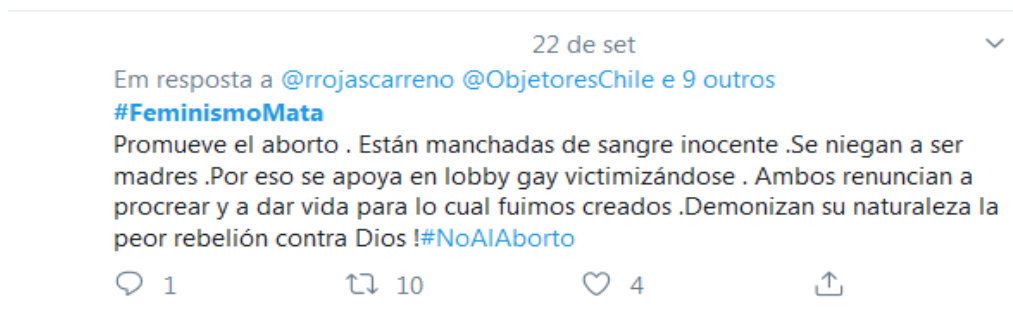 22 de set
Em resposta a @rrojascarreno @ObjetoresChile e 9 outros
#FeminismoMata
Promueve el aborto . Están manchadas de sangre inocente .Se niegan a ser
madres .Por eso se apoya en lobby gay victimizándose . Ambos renuncian a
procrear y a dar vida para lo cual fuimos creados .Demonizan su naturaleza la
peor rebelión contra Dios !#NoAlAborto
1 10 4